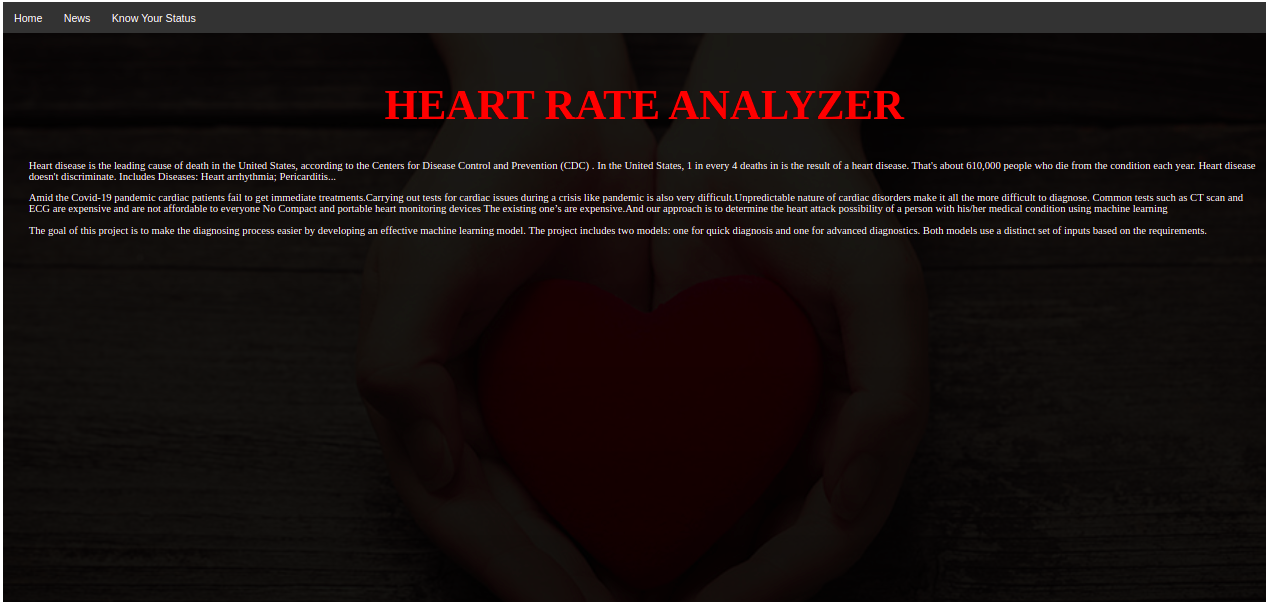 Home News Know Your Status
HEART RATE ANALYZER
Heart disease is the leading cause of death in the United States, according to the Centers for Disease Control and Prevention (CDC) . In the United States, 1 in every 4 deaths in is the result of a heart disease. That's about 610,000 people who die from the condition each year. Heart disease
doesn't discriminate. Includes Diseases: Heart arrhythmia; Pericarditis...
Amid the Covid-19 pandemic cardiac patients fail to get immediate treatments.Carrying out tests for cardiac issues during a crisis like pandemic is also very difficult.Unpredictable nature of cardiac disorders make it all the more difficult to diagnose. Common tests such as CT scan and
ECG are expensive and are not affordable to everyone No Compact and portable heart monitoring devices The existing one’s are expensive.And our approach is to determine the heart attack possibility of a person with his/her medical condition using machine learning
The goal of this project is to make the diagnosing process easier by developing an effective machine learning model. The project includes two models: one for quick diagnosis and one for advanced diagnostics. Both models use a distinct set of inputs based on the requirements.